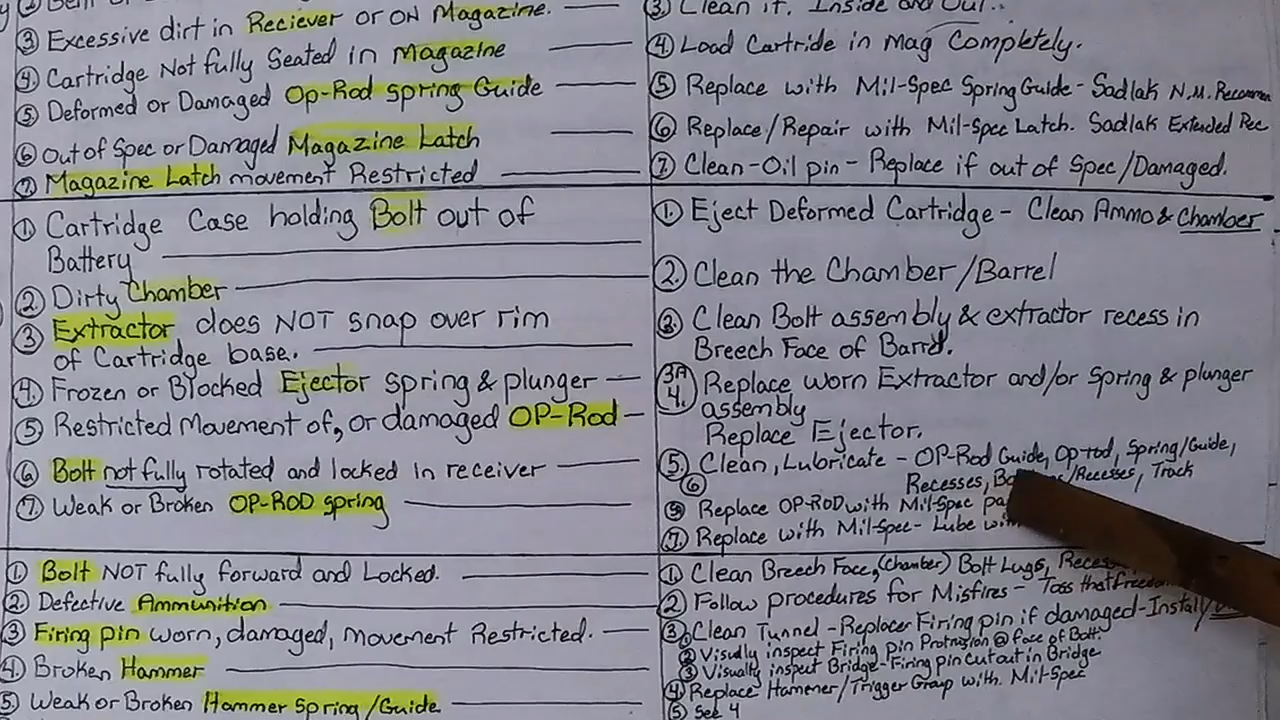 ③ Excessive dirt in Reciever or on Magazine.
④ Cartridge Not fully Seated in Magazine
⑤ Deformed or Damaged Op-Rod spring Guide
⑥ out of Spec or Damaged Magazine Latch
⑦ Magazine Latch movement Restricted
③ Clean it. Inside and Out..
④ Load Cartride in Mag Completely.
⑤ Replace with Mil-Spec Spring Guide - Sadlak N.M. Recommen
⑥ Replace/Repair with Mil-Spec Latch. Sadlak Extended Rec
⑦ Clean-Oil pin - Replace if out of Spec/Damaged.
① Cartridge Case holding Bolt out of
Battery
② Dirty Chamber
③ Extractor does NOT snap over rim
of Cartridge base.
④ Frozen or Blocked Ejector spring & plunger
⑤ Restricted Movement of, or damaged OP-Rod
⑥ Bolt not fully rotated and locked in receiver
⑦ Weak or Broken OP-ROD spring
① Eject Deformed Cartridge - Clean Ammo & Chamber
② Clean the Chamber/Barrel
③ Clean Bolt assembly & extractor recess in
Breech Face of Barrel.
3A
4. Replace worn Extractor and/or Spring & plunger
assembly
Replace Ejector.
⑤ Clean, Lubricate - OP-Rod Guide, Op-rod, Spring/Guide,
⑥ Recesses, /Recesses, Track
Replace OP-ROD with Mil-Spec
⑦ Replace with Mil-Spec- Lube
① Bolt NOT fully forward and Locked.
② Defective Ammunition
③ Firing pin worn, damaged, movement Restricted.
④ Broken Hammer
⑤ Weak or Broken Hammer Spring/Guide
① Clean Breech Face, (Chamber) Bolt Lugs,
② Follow procedures for Misfires - Toss that
③ ① Clean Tunnel - Replacer Firing pin if damaged - Install
② Visually inspect Firing pin Protrusion @ face of Bolt.
③ Visually inspect Bridge - Firing pin Cutout in Bridge
④ Replace Hammer/Trigger Group with Mil-Spec
⑤ See 4